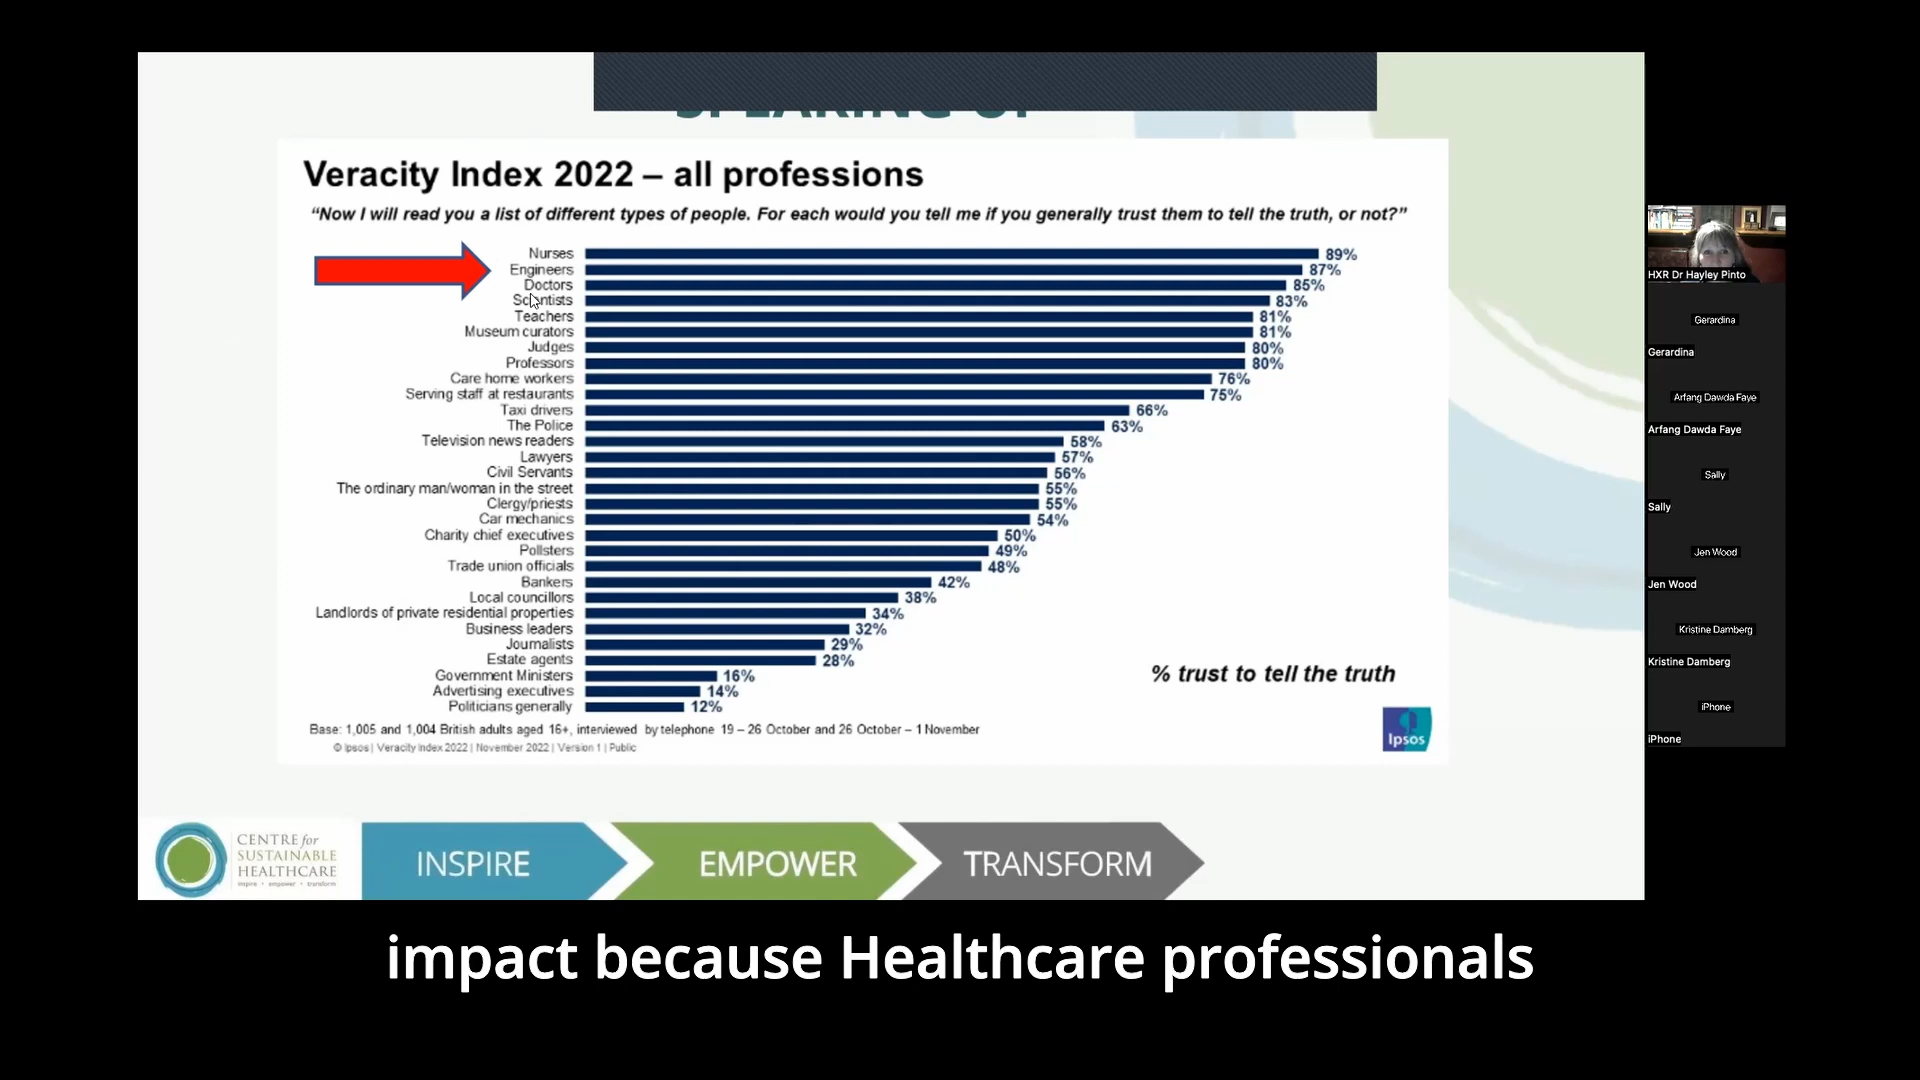 SPEAKING UP
Veracity Index 2022 – all professions
“Now I will read you a list of different types of people. For each would you tell me if you generally trust them to tell the truth, or not?”
Nurses 89%
Engineers 87%
Doctors 85%
Scientists 83%
Teachers 81%
Museum curators 81%
Judges 80%
Professors 80%
Care home workers 76%
Serving staff at restaurants 75%
Taxi drivers 66%
The Police 63%
Television news readers 58%
Lawyers 57%
Civil Servants 56%
The ordinary man/woman in the street 55%
Clergy/priests 55%
Car mechanics 54%
Charity chief executives 50%
Pollsters 49%
Trade union officials 48%
Bankers 42%
Local councillors 38%
Landlords of private residential properties 34%
Business leaders 32%
Journalists 29%
Estate agents 28%
Government Ministers 16%
Advertising executives 14%
Politicians generally 12%
% trust to tell the truth
Base: 1,005 and 1,004 British adults aged 16+, interviewed by telephone 19 – 26 October and 26 October – 1 November
© Ipsos | Veracity Index 2022 | November 2022 | Version 1 | Public
Ipsos
CENTRE for
SUSTAINABLE
HEALTHCARE
inspire • empower • transform
INSPIRE
EMPOWER
TRANSFORM
HXR Dr Hayley Pinto
Gerardina
Gerardina
Arfang Dawda Faye
Arfang Dawda Faye
Sally
Sally
Jen Wood
Jen Wood
Kristine Damberg
Kristine Damberg
iPhone
iPhone
impact because Healthcare professionals